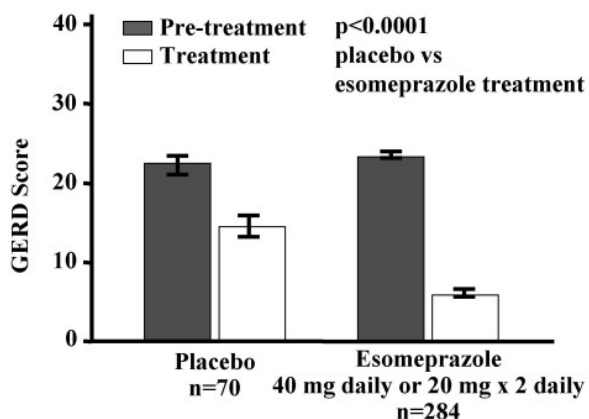 40
30
20
10
0
GERD Score
Pre-treatment
Treatment
p<0.0001
placebo vs
esomeprazole treatment
Placebo
n=70
Esomeprazole
40 mg daily or 20 mg x 2 daily
n=284